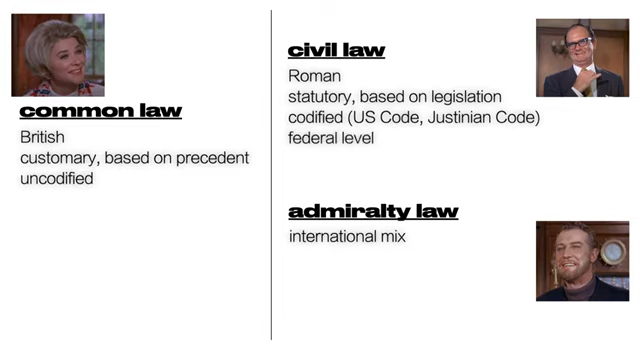 common law
British
customary, based on precedent
uncodified
civil law
Roman
statutory, based on legislation
codified (US Code, Justinian Code)
federal level
admiralty law
international mix